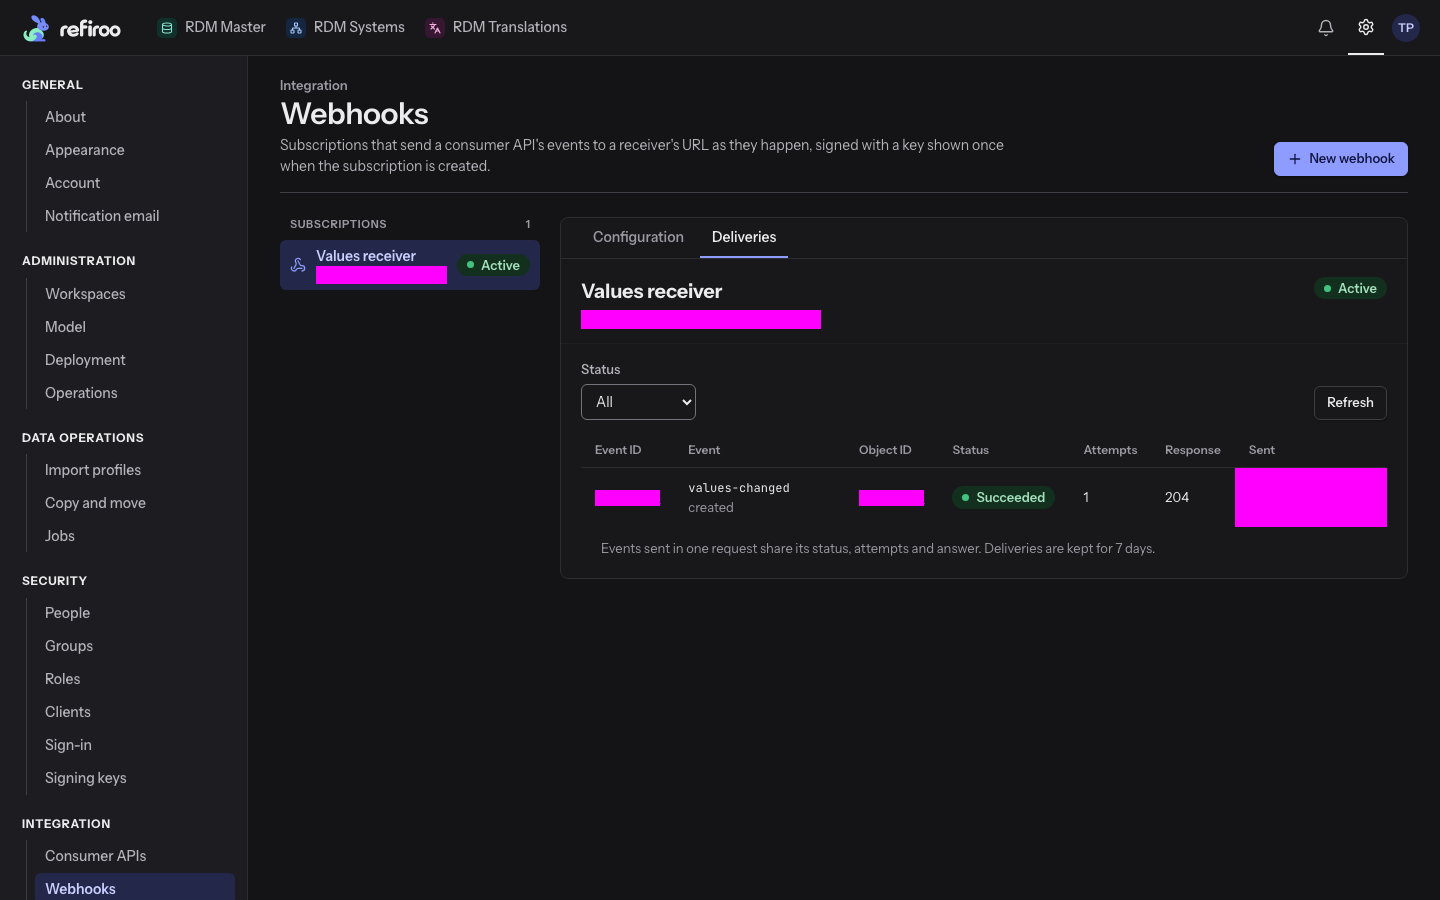 refiroo
RDM Master
RDM Systems
RDM Translations
TP
GENERAL
About
Appearance
Account
Notification email
ADMINISTRATION
Workspaces
Model
Deployment
Operations
DATA OPERATIONS
Import profiles
Copy and move
Jobs
SECURITY
People
Groups
Roles
Clients
Sign-in
Signing keys
INTEGRATION
Consumer APIs
Webhooks
Integration
Webhooks
Subscriptions that send a consumer API's events to a receiver's URL as they happen, signed with a key shown once
when the subscription is created.
New webhook
SUBSCRIPTIONS 1
Values receiver
Active
Configuration
Deliveries
Values receiver
Active
Status
All
Refresh
Event ID Event Object ID Status Attempts Response Sent
values-changed
created
Succeeded
1
204
Events sent in one request share its status, attempts and answer. Deliveries are kept for 7 days.